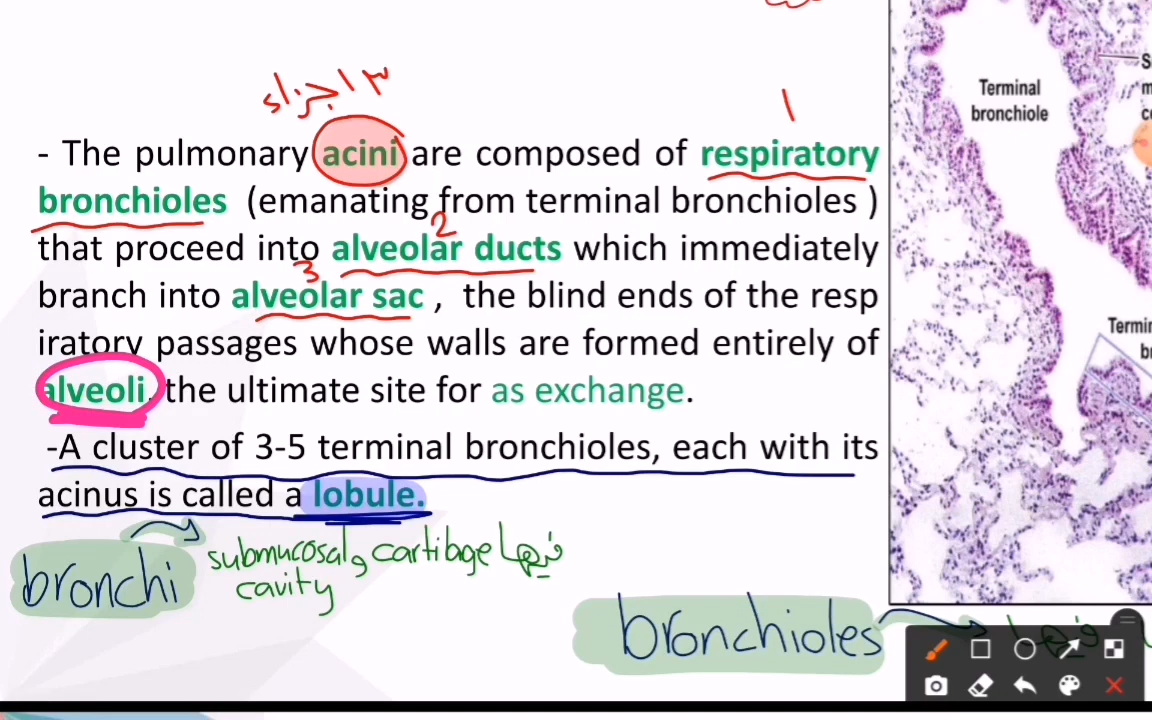 ٣ اجزاء
١
- The pulmonary acini are composed of respiratory
bronchioles (emanating from terminal bronchioles )
2
that proceed into alveolar ducts which immediately
3
branch into alveolar sac , the blind ends of the resp
iratory passages whose walls are formed entirely of
alveoli, the ultimate site for as exchange.
-A cluster of 3-5 terminal bronchioles, each with its
acinus is called a lobule.
bronchi
فيها cartilage و submucosal
cavity
bronchioles
Terminal
bronchiole